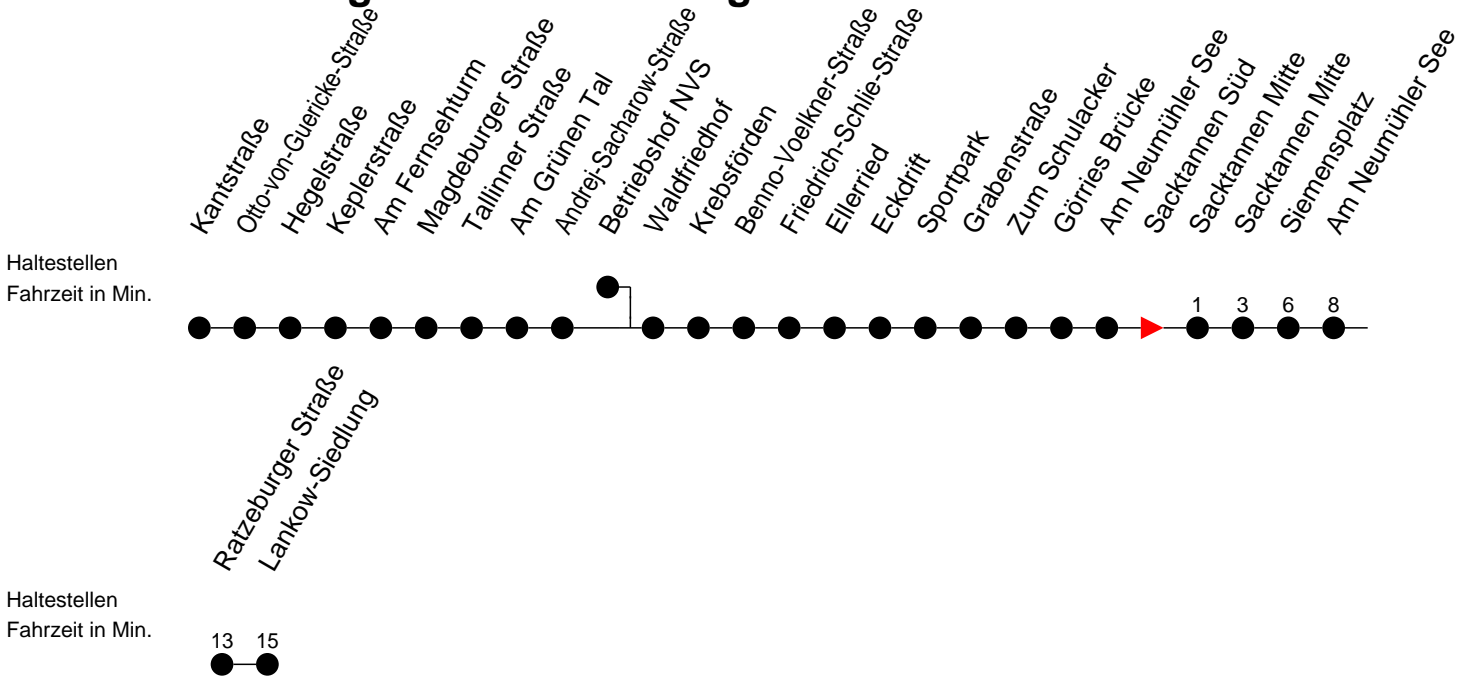 Kantstraße
Otto-von-Guericke-Straße
Hegelstraße
Keplerstraße
Am Fernsehturm
Magdeburger Straße
Tallinner Straße
Am Grünen Tal
Andrej-Sacharow-Straße
Betriebshof NVS
Waldfriedhof
Krebsförden
Benno-Voelkner-Straße
Friedrich-Schlie-Straße
Ellerried
Eckdrift
Sportpark
Grabenstraße
Zum Schulacker
Görries Brücke
Am Neumühler See
Sacktannen Süd
Sacktannen Mitte
Sacktannen Mitte
Siemensplatz
Am Neumühler See
Haltestellen
Fahrzeit in Min.
1 3 6 8
Ratzeburger Straße
Lankow-Siedlung
Haltestellen
Fahrzeit in Min.
13 15